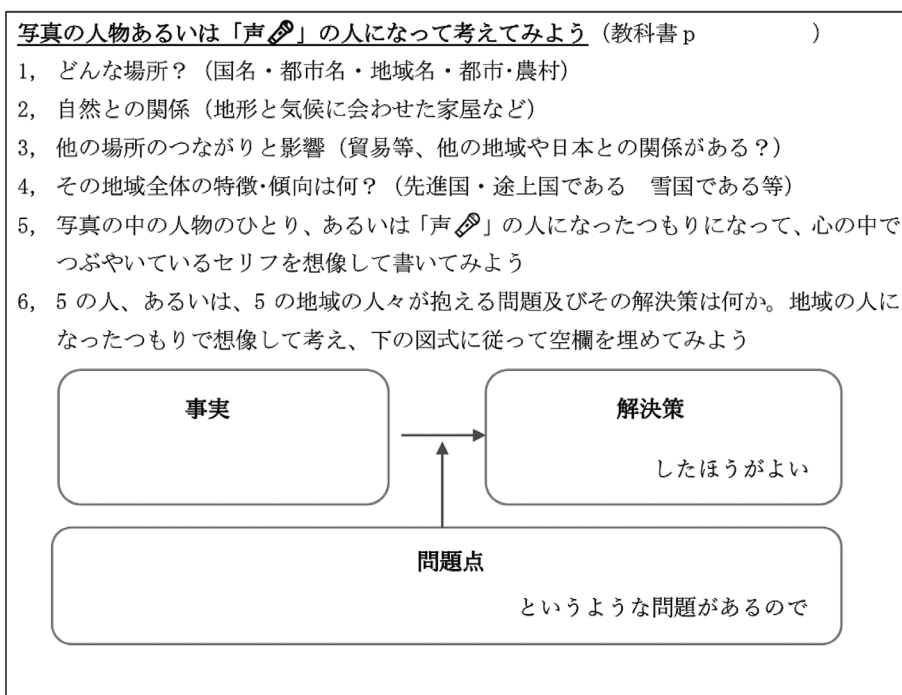 写真の人物あるいは「声🎤」の人になって考えてみよう（教科書 p　　　　　）
1, どんな場所？（国名・都市名・地域名・都市・農村）
2, 自然との関係（地形と気候に会わせた家屋など）
3, 他の場所のつながりと影響（貿易等、他の地域や日本との関係がある？）
4, その地域全体の特徴・傾向は何？（先進国・途上国である　雪国である等）
5, 写真の中の人物のひとり、あるいは「声🎤」の人になったつもりになって、心の中で
つぶやいているセリフを想像して書いてみよう
6, 5 の人、あるいは、5 の地域の人々が抱える問題及びその解決策は何か。地域の人に
なったつもりで想像して考え、下の図式に従って空欄を埋めてみよう
事実
解決策
したほうがよい
問題点
というような問題があるので